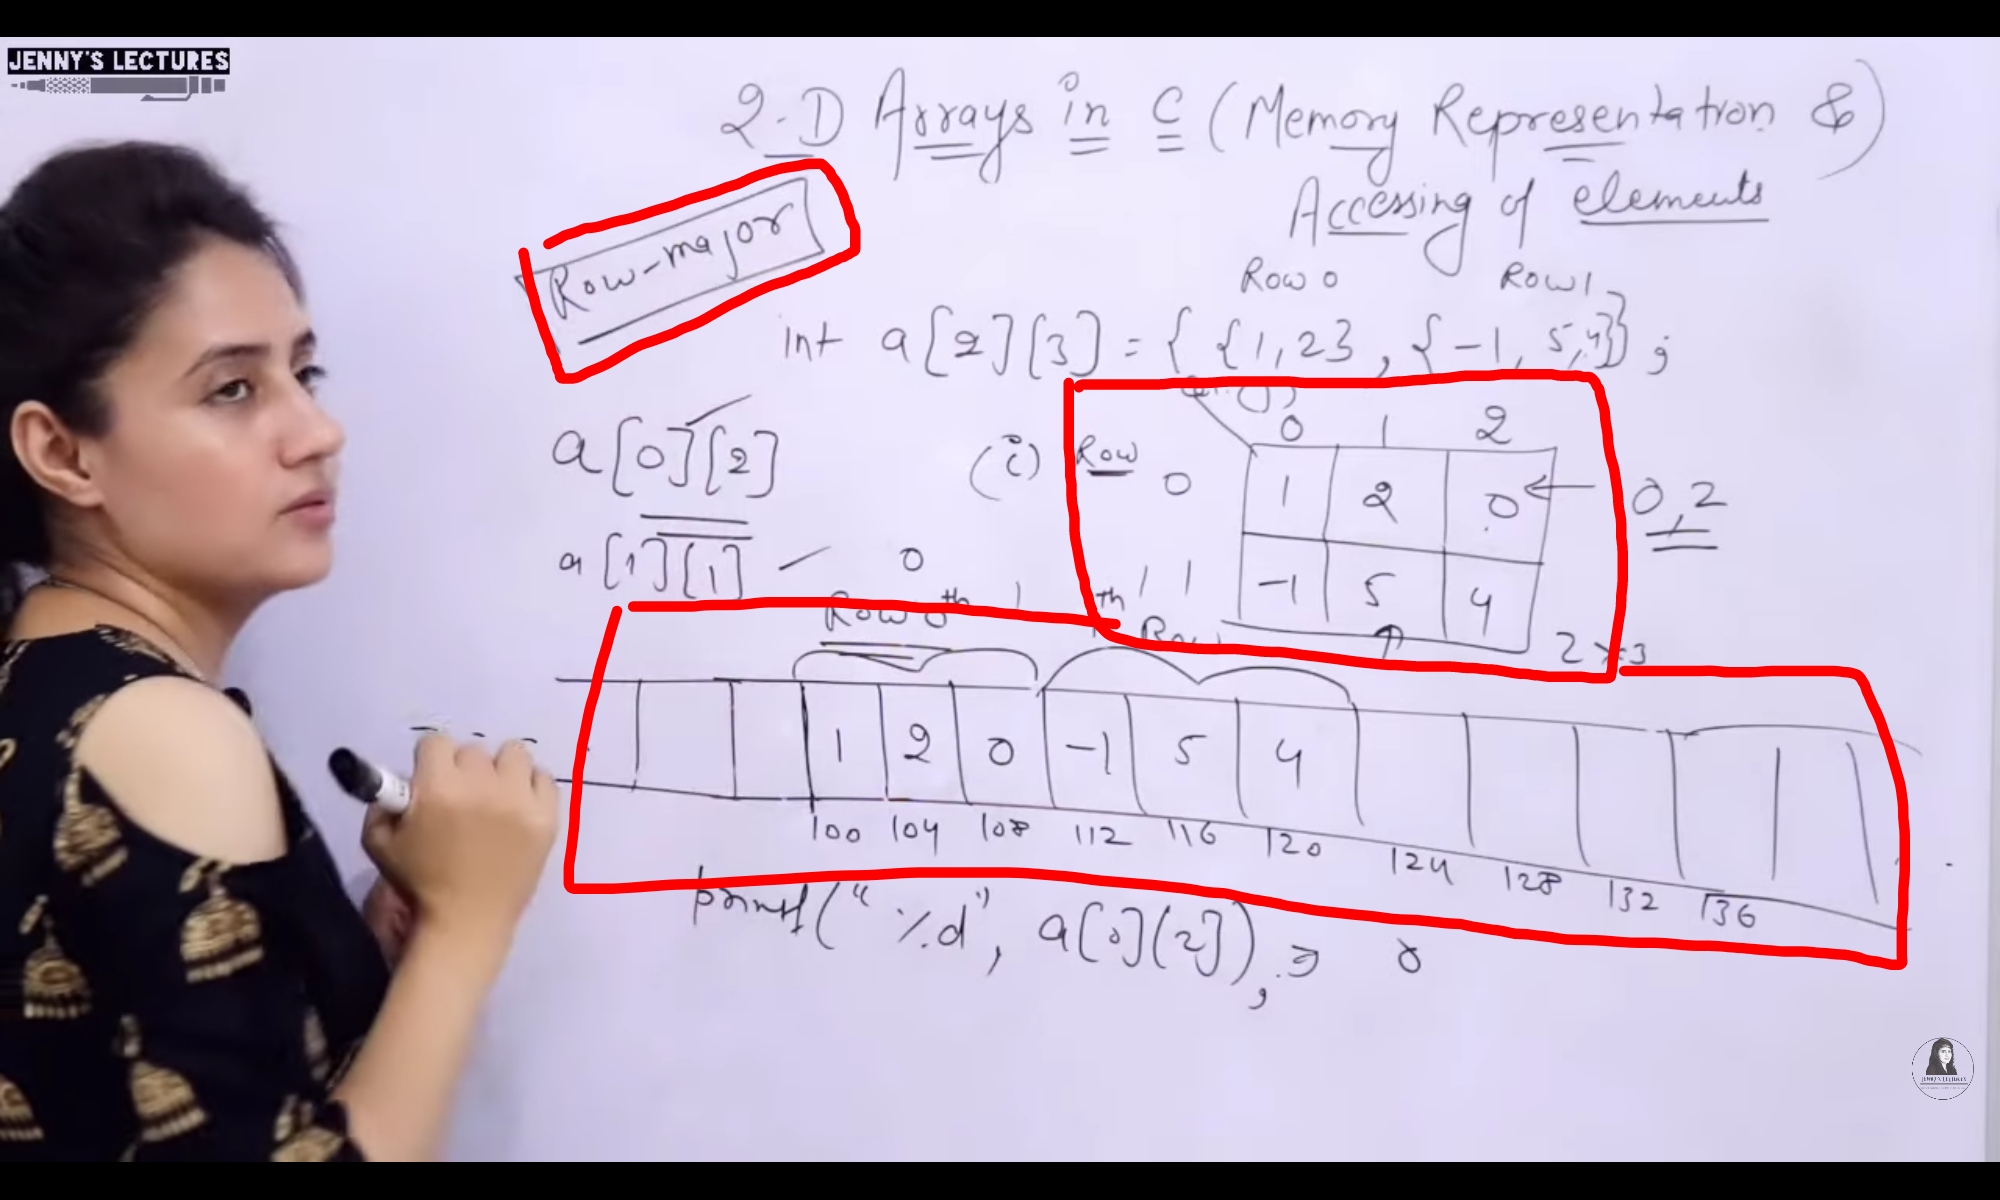 JENNY'S LECTURES
2-D Arrays in C (Memory Representation &)
Accessing of elements
Row-major
Row 0 Row 1
int a[2][3] = { {1,2}, {-1, 5,4}};
a[0][2]
(i) Row
0 1 2
0 1 2 0 ← 0,2
1 -1 5 4
2×3
a[1][1] 0
Row 0th 1th Row
1 2 0 -1 5 4
100 104 108 112 116 120 124 128 132 136
printf("%d", a[0][2]); ⇒ 0
JENNY'S LECTURES